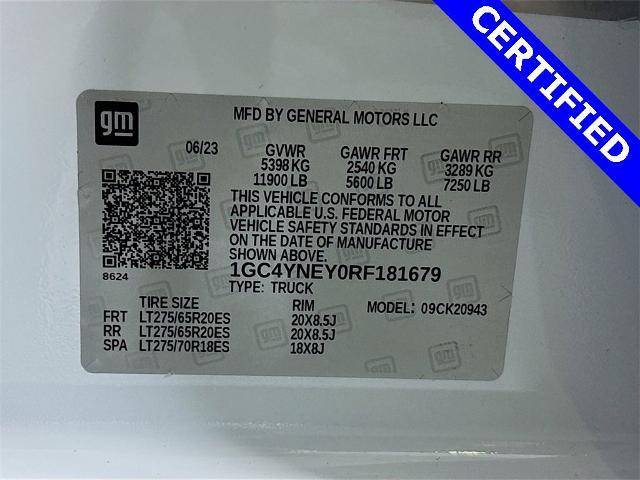 CERTIFIED
gm
MFD BY GENERAL MOTORS LLC
06/23 GVWR GAWR FRT GAWR RR
5398 KG 2540 KG 3289 KG
11900 LB 5600 LB 7250 LB
THIS VEHICLE CONFORMS TO ALL
APPLICABLE U.S. FEDERAL MOTOR
VEHICLE SAFETY STANDARDS IN EFFECT
ON THE DATE OF MANUFACTURE
SHOWN ABOVE.
8624
1GC4YNEY0RF181679
TYPE: TRUCK MODEL: 09CK20943
TIRE SIZE RIM
FRT LT275/65R20ES 20X8.5J
RR LT275/65R20ES 20X8.5J
SPA LT275/70R18ES 18X8J